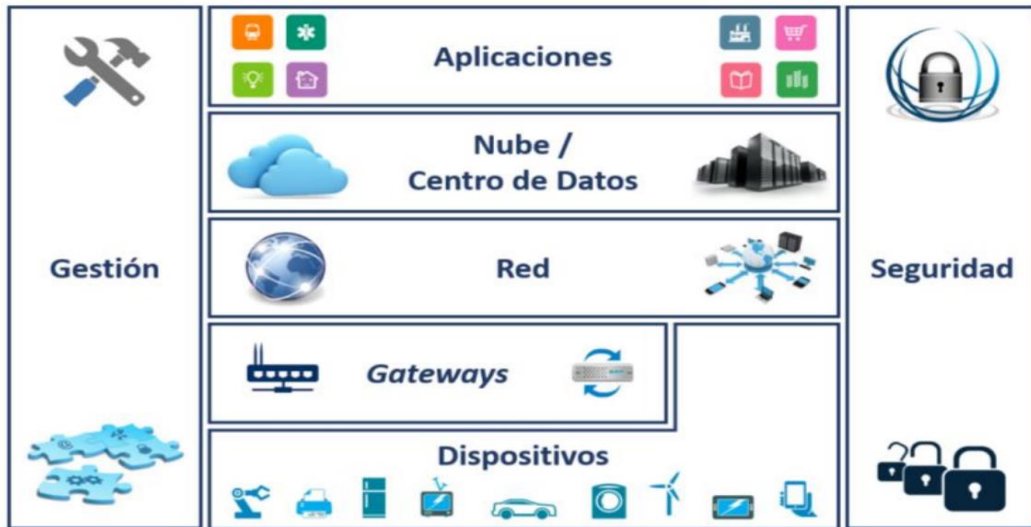 Aplicaciones
Nube /
Centro de Datos
Gestión
Red
Seguridad
Gateways
Dispositivos